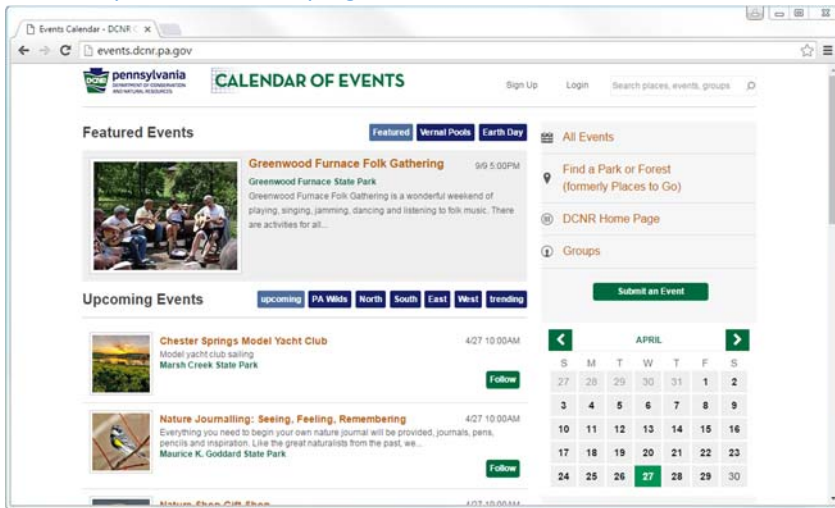 Events Calendar - DCNR C
events.dcnr.pa.gov
pennsylvania
DEPARTMENT OF CONSERVATION
AND NATURAL RESOURCES
CALENDAR OF EVENTS
Sign Up
Login
Search places, events, groups
Featured Events
Featured
Vernal Pools
Earth Day
Greenwood Furnace Folk Gathering
9/9 5:00PM
Greenwood Furnace State Park
Greenwood Furnace Folk Gathering is a wonderful weekend of
playing, singing, jamming, dancing and listening to folk music. There
are activities for all...
Upcoming Events
upcoming
PA Wilds
North
South
East
West
trending
Chester Springs Model Yacht Club
4/27 10:00AM
Model yacht club sailing
Marsh Creek State Park
Follow
Nature Journalling: Seeing, Feeling, Remembering
4/27 10:00AM
Everything you need to begin your own nature journal will be provided, journals, pens,
pencils and inspiration. Like the great naturalists from the past, we...
Maurice K. Goddard State Park
Follow
All Events
Find a Park or Forest
(formerly Places to Go)
DCNR Home Page
Groups
Submit an Event
APRIL
S M T W T F S
27 28 29 30 31 1 2
3 4 5 6 7 8 9
10 11 12 13 14 15 16
17 18 19 20 21 22 23
24 25 26 27 28 29 30